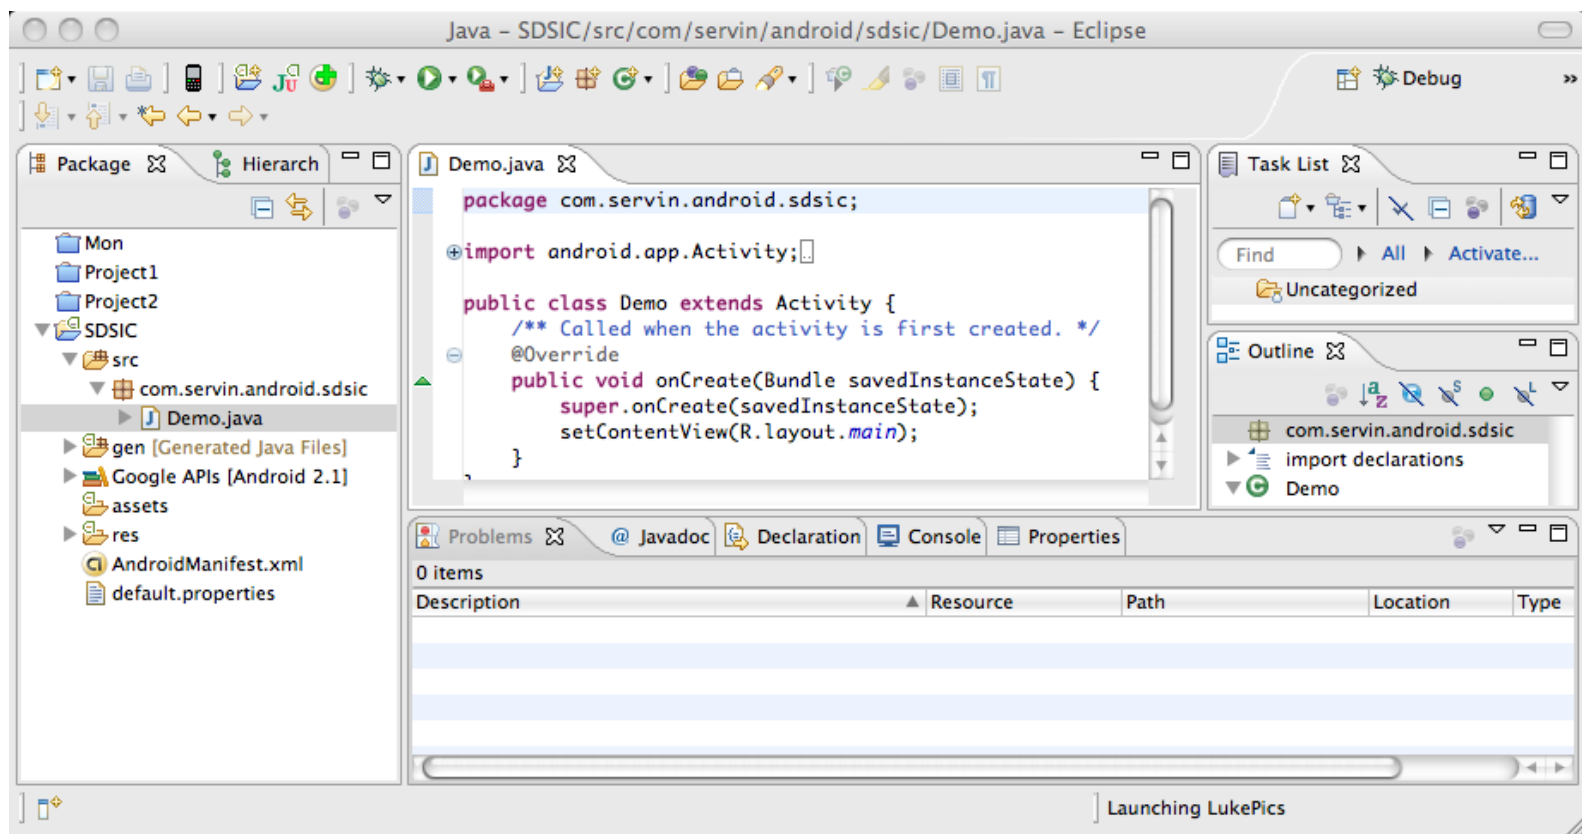 Java – SDSIC/src/com/servin/android/sdsic/Demo.java – Eclipse
Debug
Package
Hierarch
Mon
Project1
Project2
SDSIC
src
com.servin.android.sdsic
Demo.java
gen [Generated Java Files]
Google APIs [Android 2.1]
assets
res
AndroidManifest.xml
default.properties
Demo.java
package com.servin.android.sdsic;
import android.app.Activity;
public class Demo extends Activity {
/** Called when the activity is first created. */
@Override
public void onCreate(Bundle savedInstanceState) {
super.onCreate(savedInstanceState);
setContentView(R.layout.main);
}
Task List
Find
All
Activate...
Uncategorized
Outline
com.servin.android.sdsic
import declarations
Demo
Problems
@ Javadoc
Declaration
Console
Properties
0 items
Description Resource Path Location Type
Launching LukePics